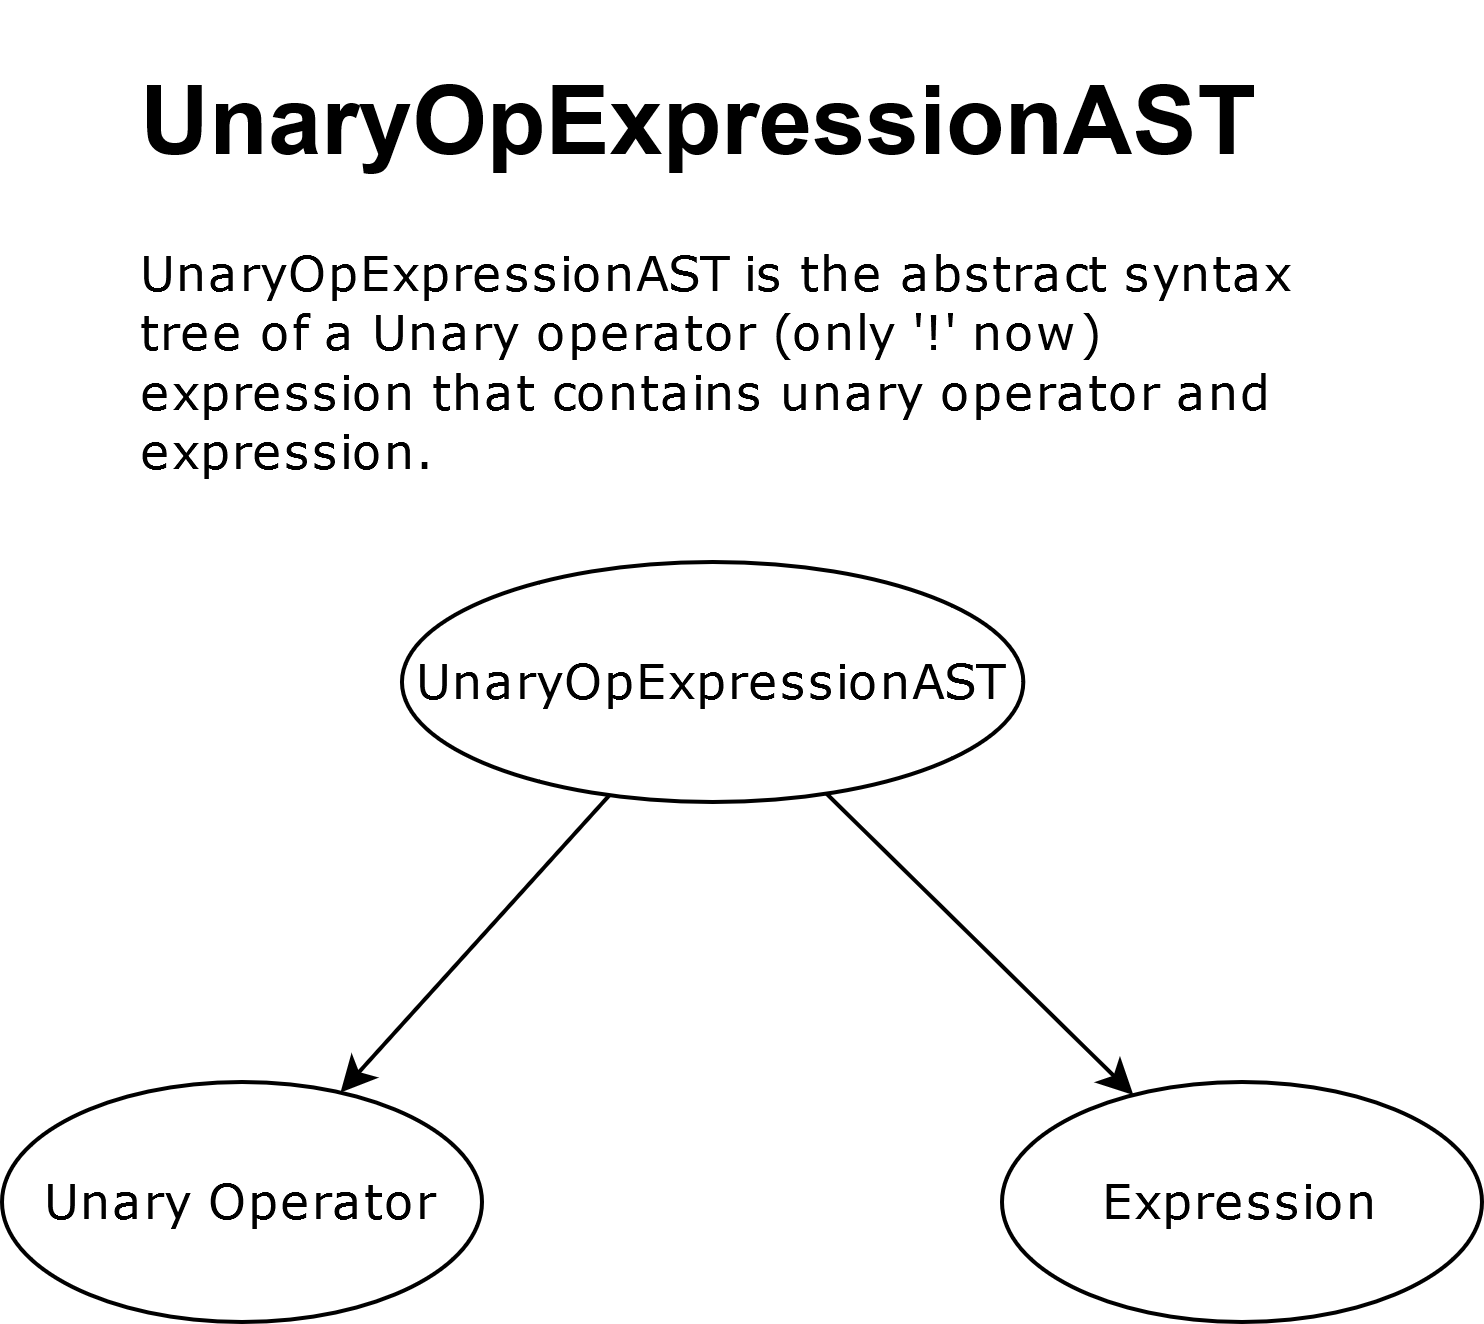 UnaryOpExpressionAST
UnaryOpExpressionAST is the abstract syntax
tree of a Unary operator (only '!' now)
expression that contains unary operator and
expression.
UnaryOpExpressionAST
Unary Operator
Expression